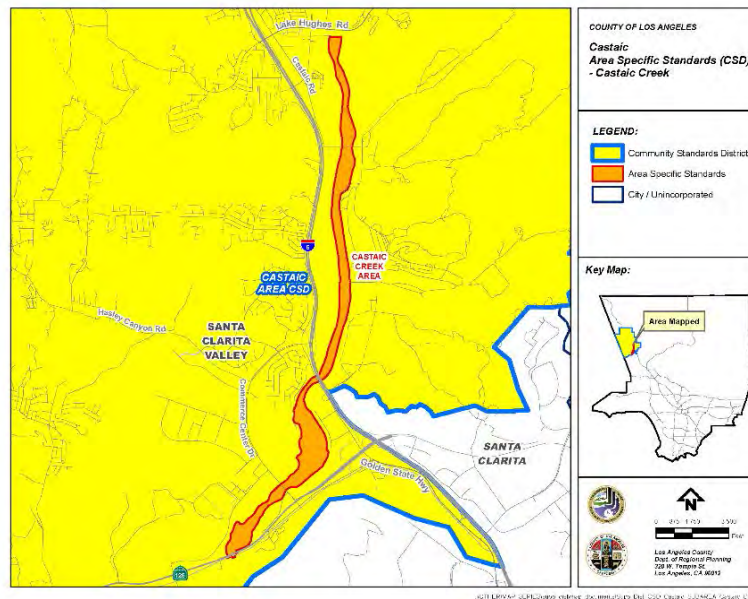 Lake Hughes Rd
Castaic Rd
5
CASTAIC
CREEK
AREA
CASTAIC
AREA CSD
Hasley Canyon Rd
SANTA
CLARITA
VALLEY
Commerce Center Dr
SANTA
CLARITA
Golden State Hwy
126
COUNTY OF LOS ANGELES
Castaic
Area Specific Standards (CSD)
- Castaic Creek
LEGEND:
Community Standards District
Area Specific Standards
City / Unincorporated
Key Map:
Area Mapped
N
Feet
Los Angeles County
Dept. of Regional Planning
320 W. Temple St.
Los Angeles, CA 90012